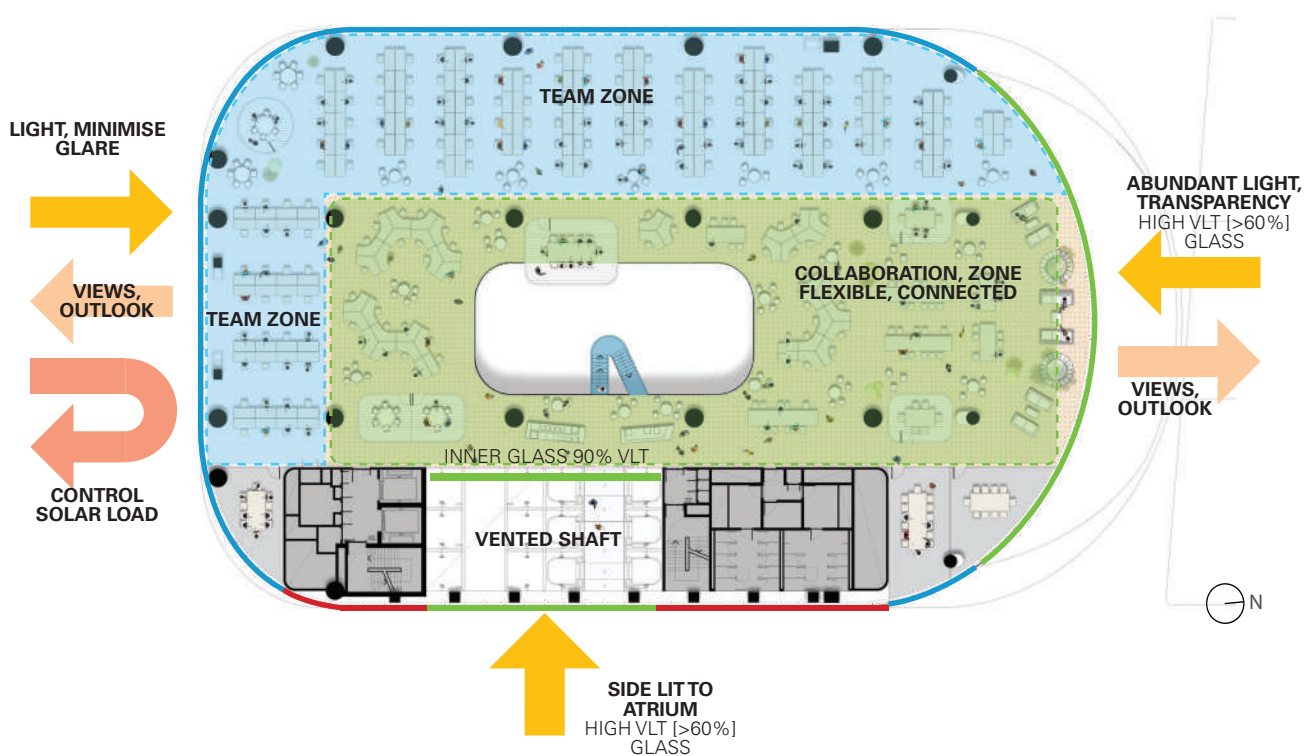 TEAM ZONE
LIGHT, MINIMISE
GLARE
ABUNDANT LIGHT,
TRANSPARENCY
HIGH VLT [>60%]
GLASS
COLLABORATION, ZONE
FLEXIBLE, CONNECTED
VIEWS,
OUTLOOK
TEAM ZONE
VIEWS,
OUTLOOK
INNER GLASS 90% VLT
CONTROL
SOLAR LOAD
VENTED SHAFT
N
SIDE LIT TO
ATRIUM
HIGH VLT [>60%]
GLASS